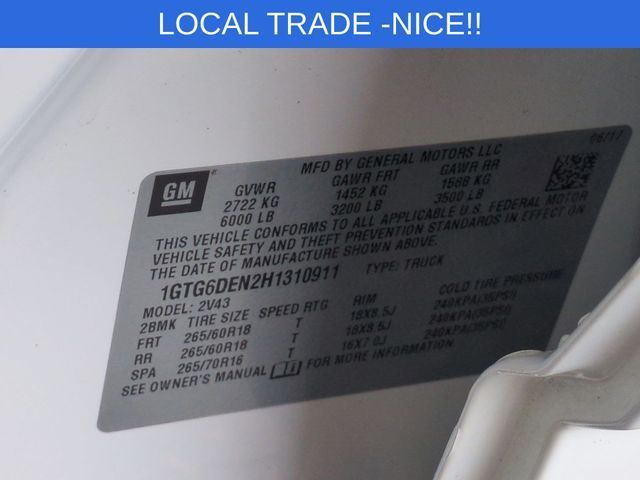 LOCAL TRADE -NICE!!
06/17
MFD BY GENERAL MOTORS LLC
GM GVWR GAWR FRT GAWR RR
2722 KG 1452 KG 1588 KG
6000 LB 3200 LB 3500 LB
THIS VEHICLE CONFORMS TO ALL APPLICABLE U.S. FEDERAL MOTOR
VEHICLE SAFETY AND THEFT PREVENTION STANDARDS IN EFFECT ON
THE DATE OF MANUFACTURE SHOWN ABOVE.
1GTG6DEN2H1310911 TYPE: TRUCK
MODEL: 2V43
2BMK TIRE SIZE SPEED RTG RIM COLD TIRE PRESSURE
FRT 265/60R18 T 18X8.5J 240KPA(35PSI)
RR 265/60R18 T 18X8.5J 240KPA(35PSI)
SPA 265/70R16 T 16X7.0J 240KPA(35PSI)
SEE OWNER'S MANUAL FOR MORE INFORMATION.